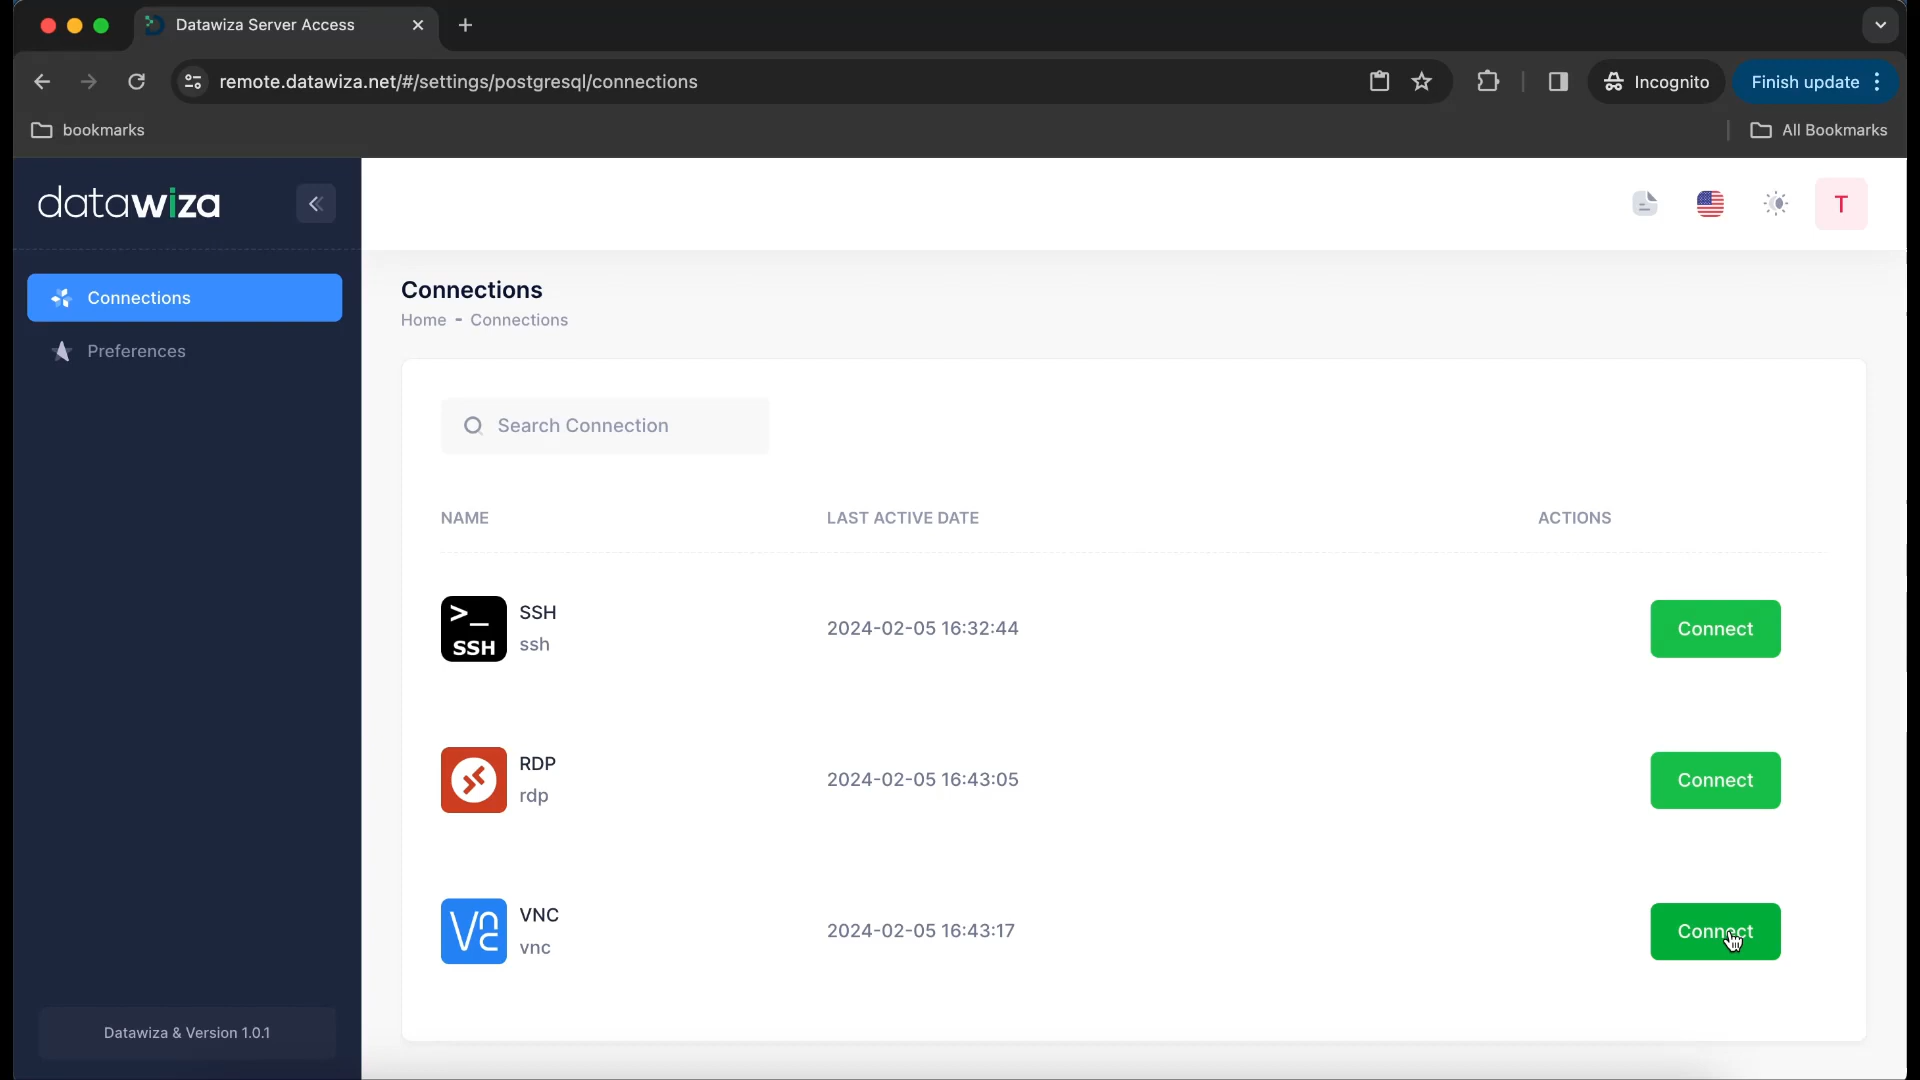 Datawiza Server Access
remote.datawiza.net/#/settings/postgresql/connections
Incognito
Finish update
bookmarks
All Bookmarks
datawiza
T
Connections
Preferences
Connections
Home - Connections
Search Connection
NAME LAST ACTIVE DATE ACTIONS
>_
SSH
SSH
ssh
2024-02-05 16:32:44
Connect
RDP
rdp
2024-02-05 16:43:05
Connect
Vnc
VNC
vnc
2024-02-05 16:43:17
Connect
Datawiza & Version 1.0.1